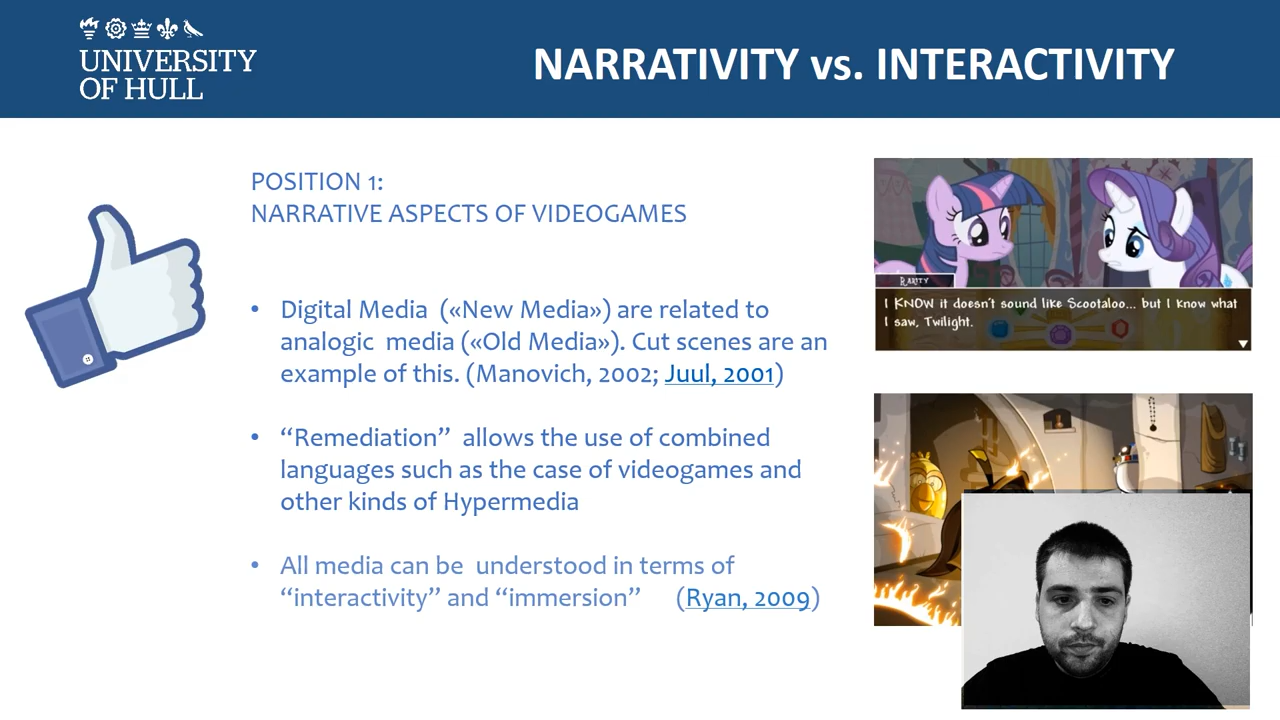 UNIVERSITY
OF HULL
NARRATIVITY vs. INTERACTIVITY
POSITION 1:
NARRATIVE ASPECTS OF VIDEOGAMES
• Digital Media («New Media») are related to
analogic media («Old Media»). Cut scenes are an
example of this. (Manovich, 2002; Juul, 2001)
• “Remediation” allows the use of combined
languages such as the case of videogames and
other kinds of Hypermedia
• All media can be understood in terms of
“interactivity” and “immersion” (Ryan, 2009)
RARITY
I KNOW it doesn't sound like Scootaloo... but I know what
I saw, Twilight.